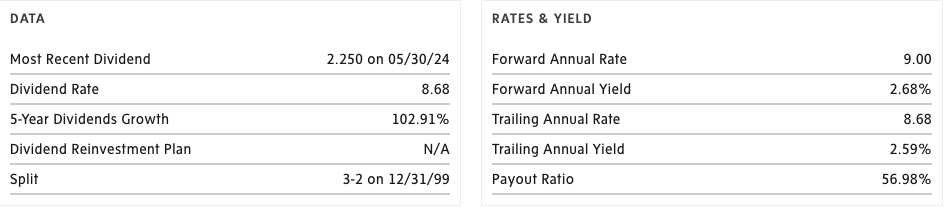 DATA
Most Recent Dividend 2.250 on 05/30/24
Dividend Rate 8.68
5-Year Dividends Growth 102.91%
Dividend Reinvestment Plan N/A
Split 3-2 on 12/31/99
RATES & YIELD
Forward Annual Rate 9.00
Forward Annual Yield 2.68%
Trailing Annual Rate 8.68
Trailing Annual Yield 2.59%
Payout Ratio 56.98%